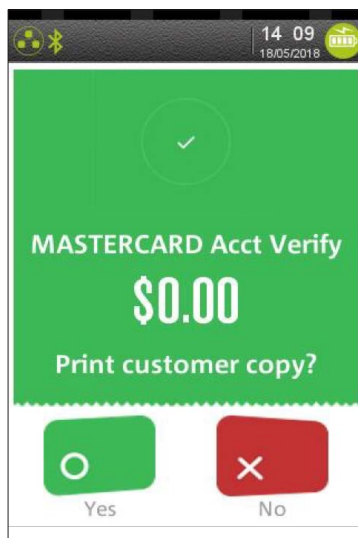 14 09
18/05/2018
MASTERCARD Acct Verify
$0.00
Print customer copy?
Yes
No